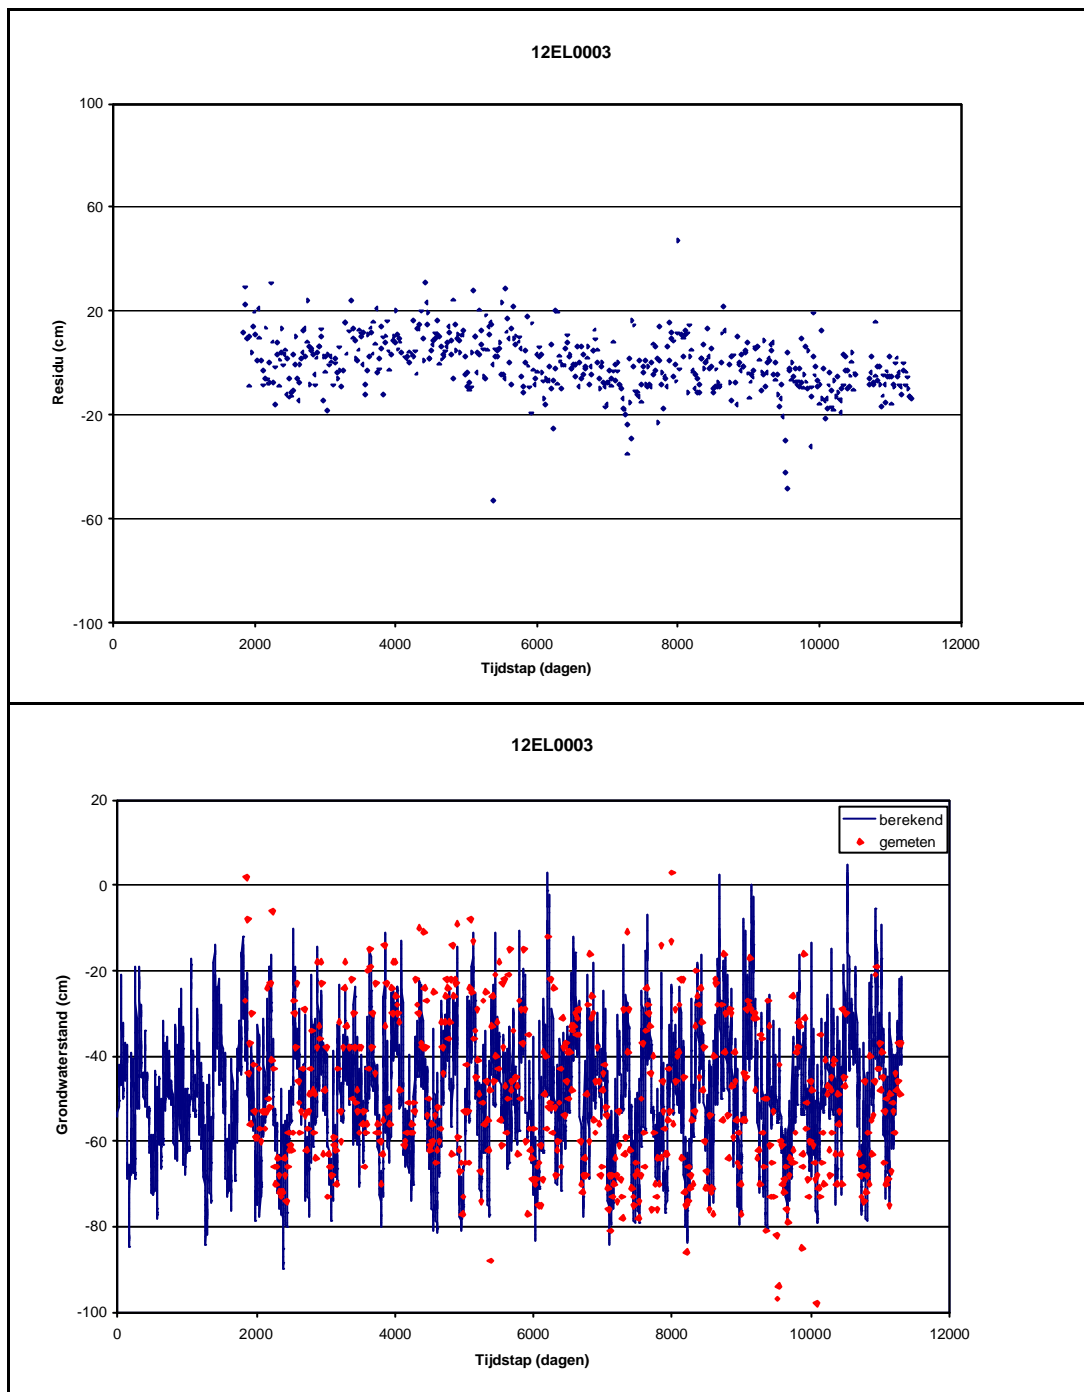 12EL0003
100
60
20
-20
-60
-100
Residu (cm)
0 2000 4000 6000 8000 10000 12000
Tijdstap (dagen)
12EL0003
berekend
gemeten
20
0
-20
-40
-60
-80
-100
Grondwaterstand (cm)
0 2000 4000 6000 8000 10000 12000
Tijdstap (dagen)